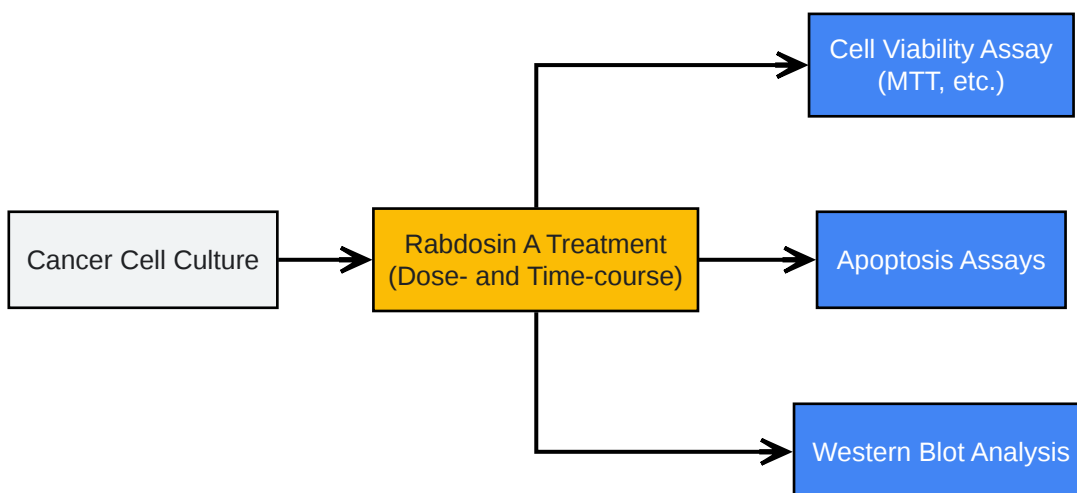 Cell Viability Assay
(MTT, etc.)
Cancer Cell Culture
Rabdosin A Treatment
(Dose- and Time-course)
Apoptosis Assays
Western Blot Analysis